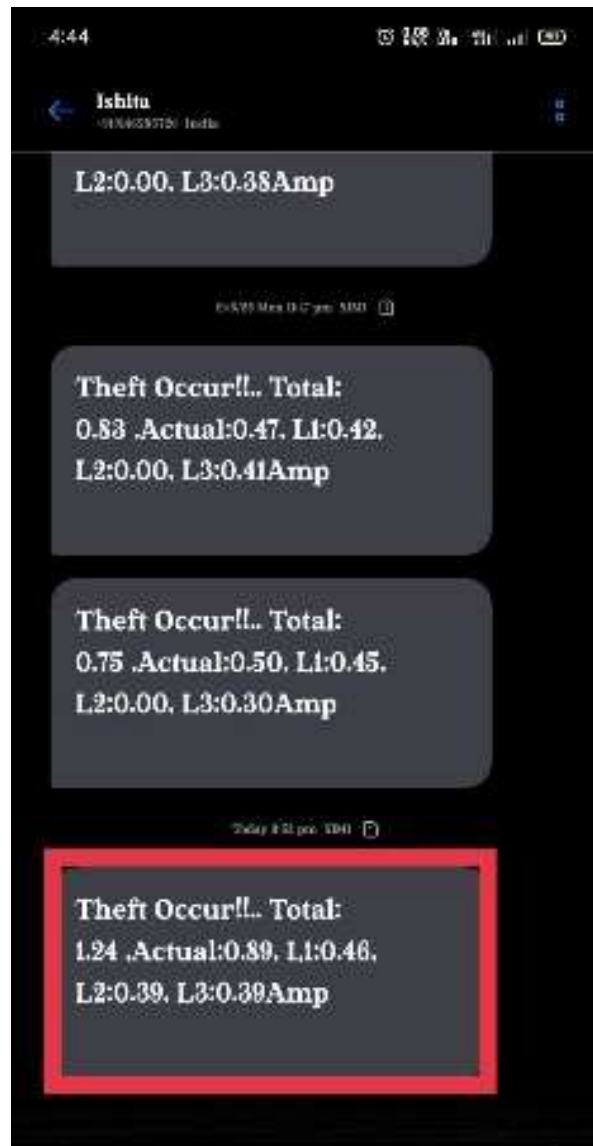 4:44
Ishita
India
L2:0.00. L3:0.38Amp
Theft Occur!!.. Total:
0.83 .Actual:0.47. L1:0.42.
L2:0.00. L3:0.41Amp
Theft Occur!!.. Total:
0.75 .Actual:0.50. L1:0.45.
L2:0.00. L3:0.30Amp
Today pm
Theft Occur!!.. Total:
1.24 .Actual:0.89. L1:0.46.
L2:0.39. L3:0.39Amp